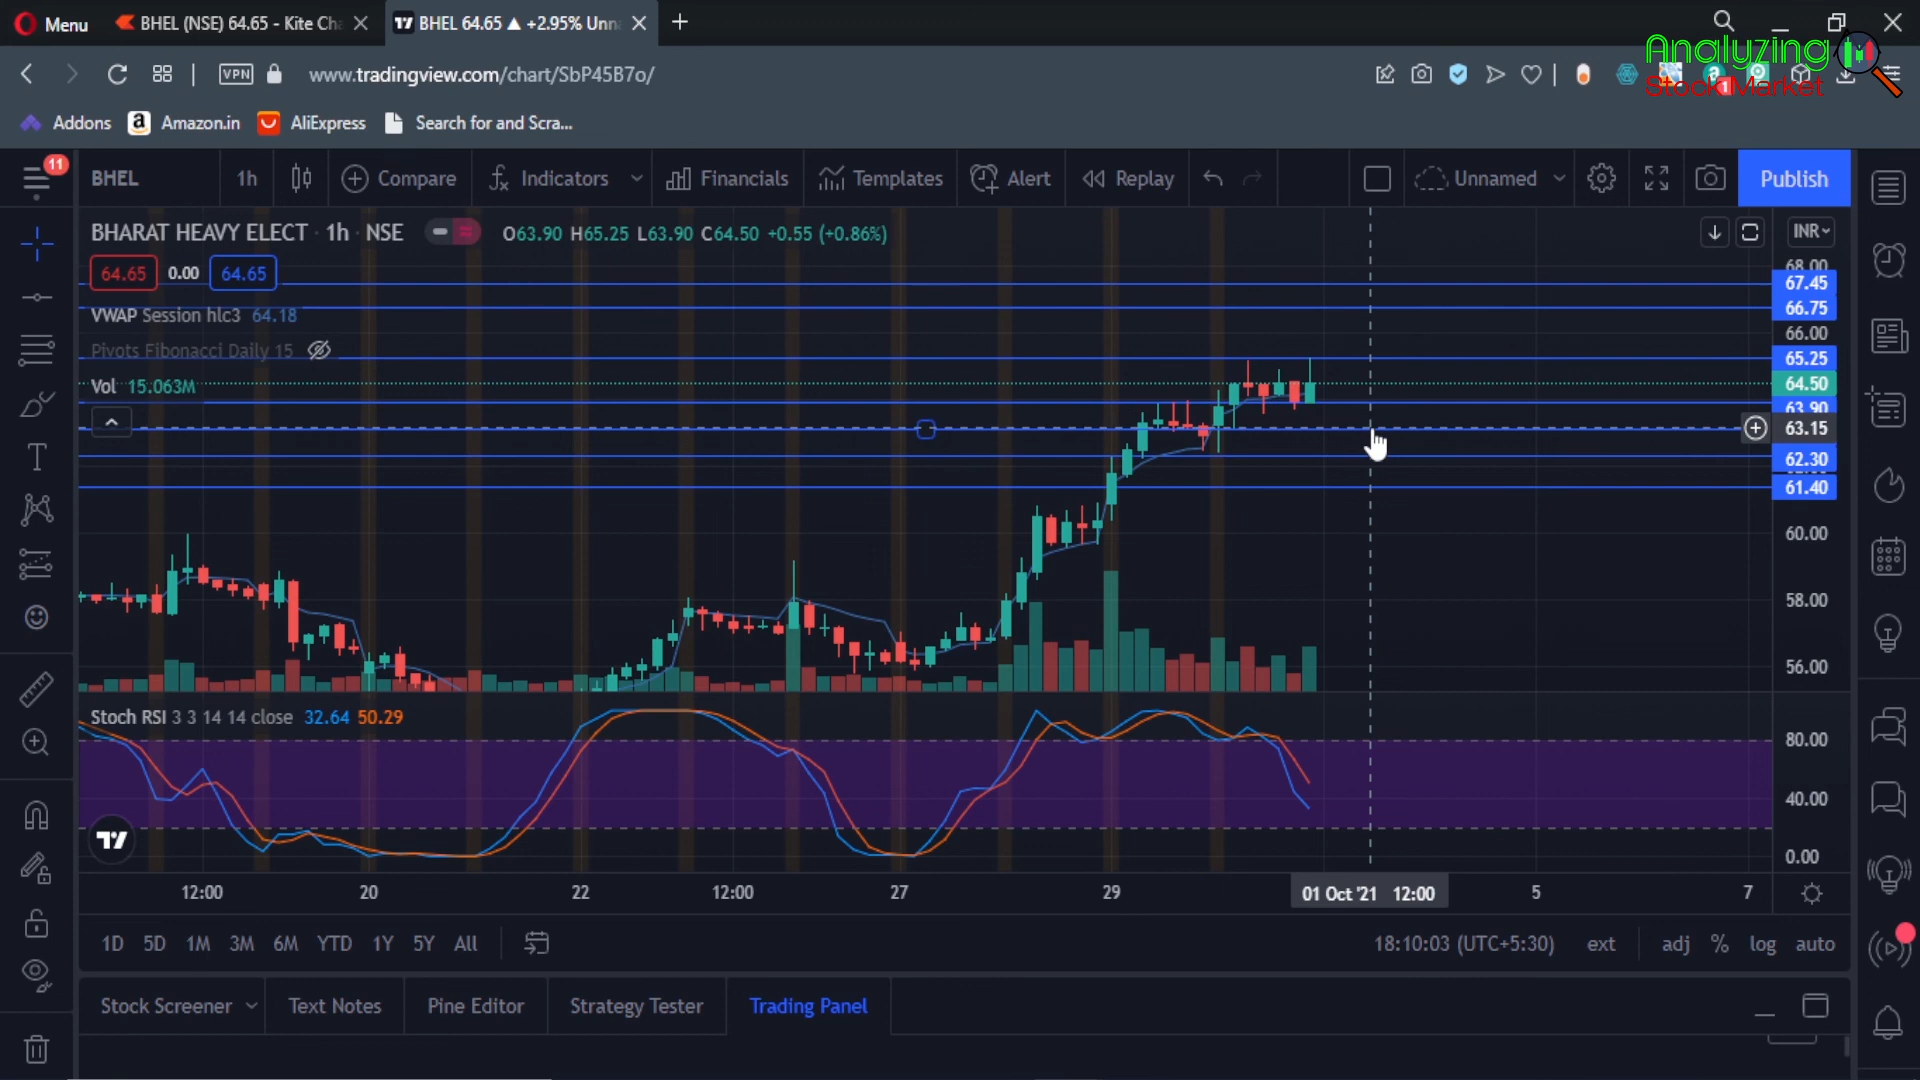 Menu
BHEL (NSE) 64.65 - Kite Cha
BHEL 64.65 ▲ +2.95% Unna
Analyzing
Stock Market
VPN
www.tradingview.com/chart/SbP45B7o/
1
Addons
Amazon.in
AliExpress
Search for and Scra...
11
BHEL
1h
Compare
Indicators
Financials
Templates
Alert
Replay
Unnamed
Publish
BHARAT HEAVY ELECT · 1h · NSE
O63.90 H65.25 L63.90 C64.50 +0.55 (+0.86%)
INR
64.65 0.00 64.65
VWAP Session hlc3 64.18
Pivots Fibonacci Daily 15
Vol 15.063M
68.00
67.45
66.75
66.00
65.25
64.50
63.90
63.15
62.30
61.40
60.00
58.00
56.00
Stoch RSI 3 3 14 14 close 32.64 50.29
80.00
40.00
0.00
12:00
20
22
12:00
27
29
01 Oct '21 12:00
5
7
1D 5D 1M 3M 6M YTD 1Y 5Y All
18:10:03 (UTC+5:30)
ext
adj % log auto
Stock Screener
Text Notes
Pine Editor
Strategy Tester
Trading Panel